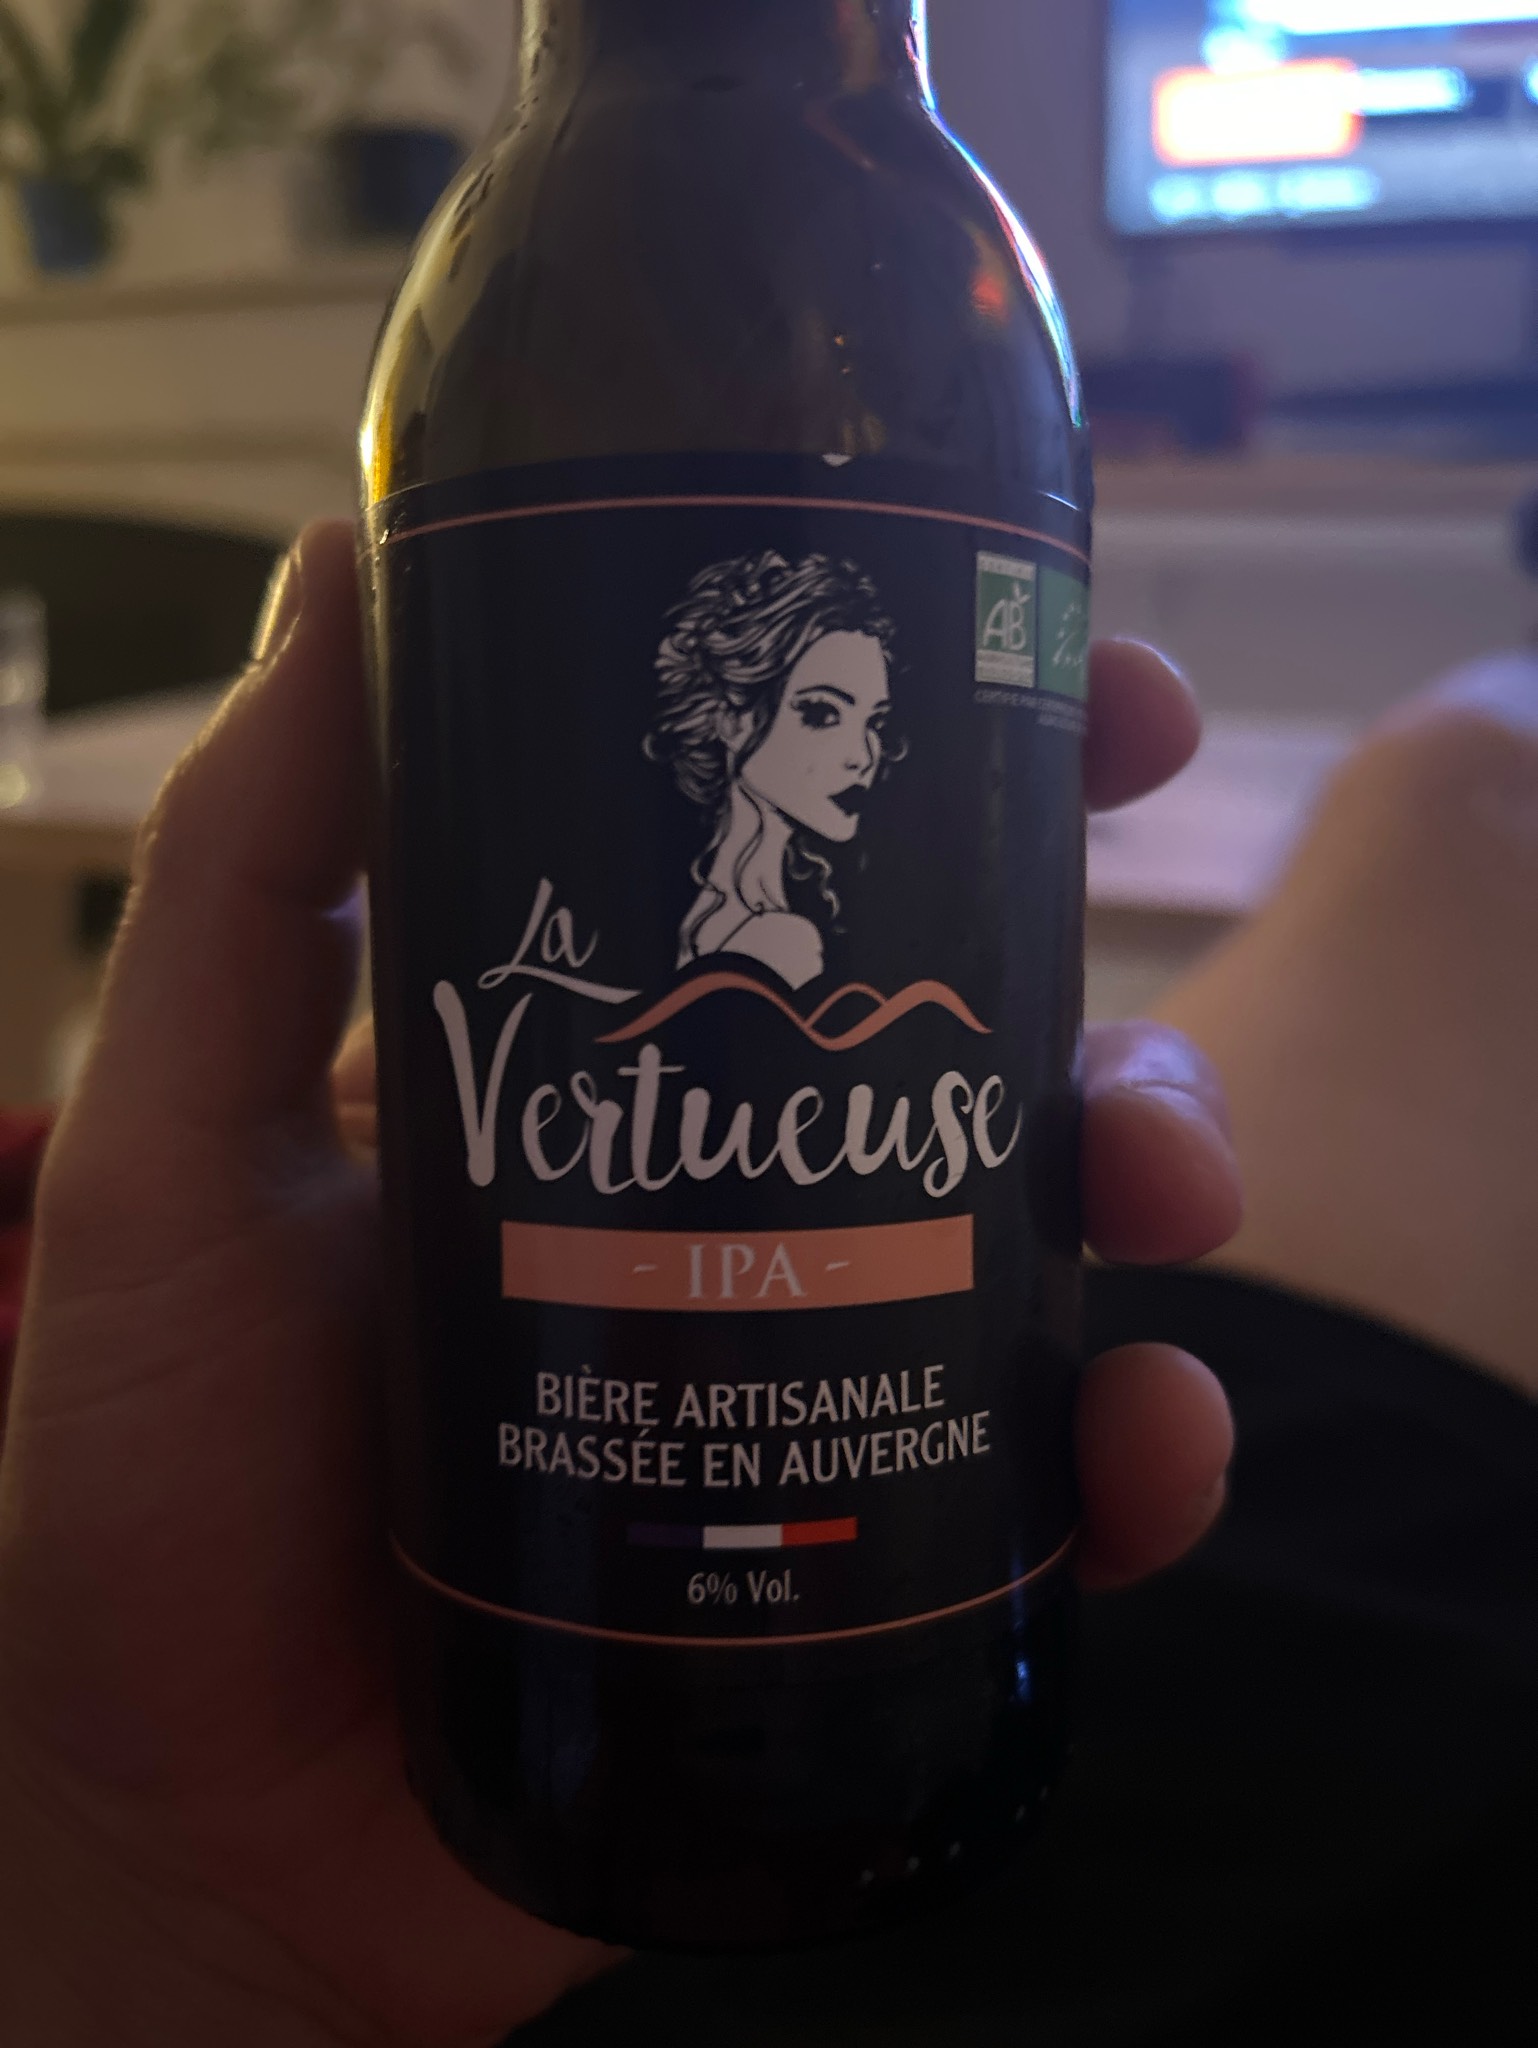 AB
La
Vertueuse
- IPA -
BIÈRE ARTISANALE
BRASSÉE EN AUVERGNE
6% Vol.